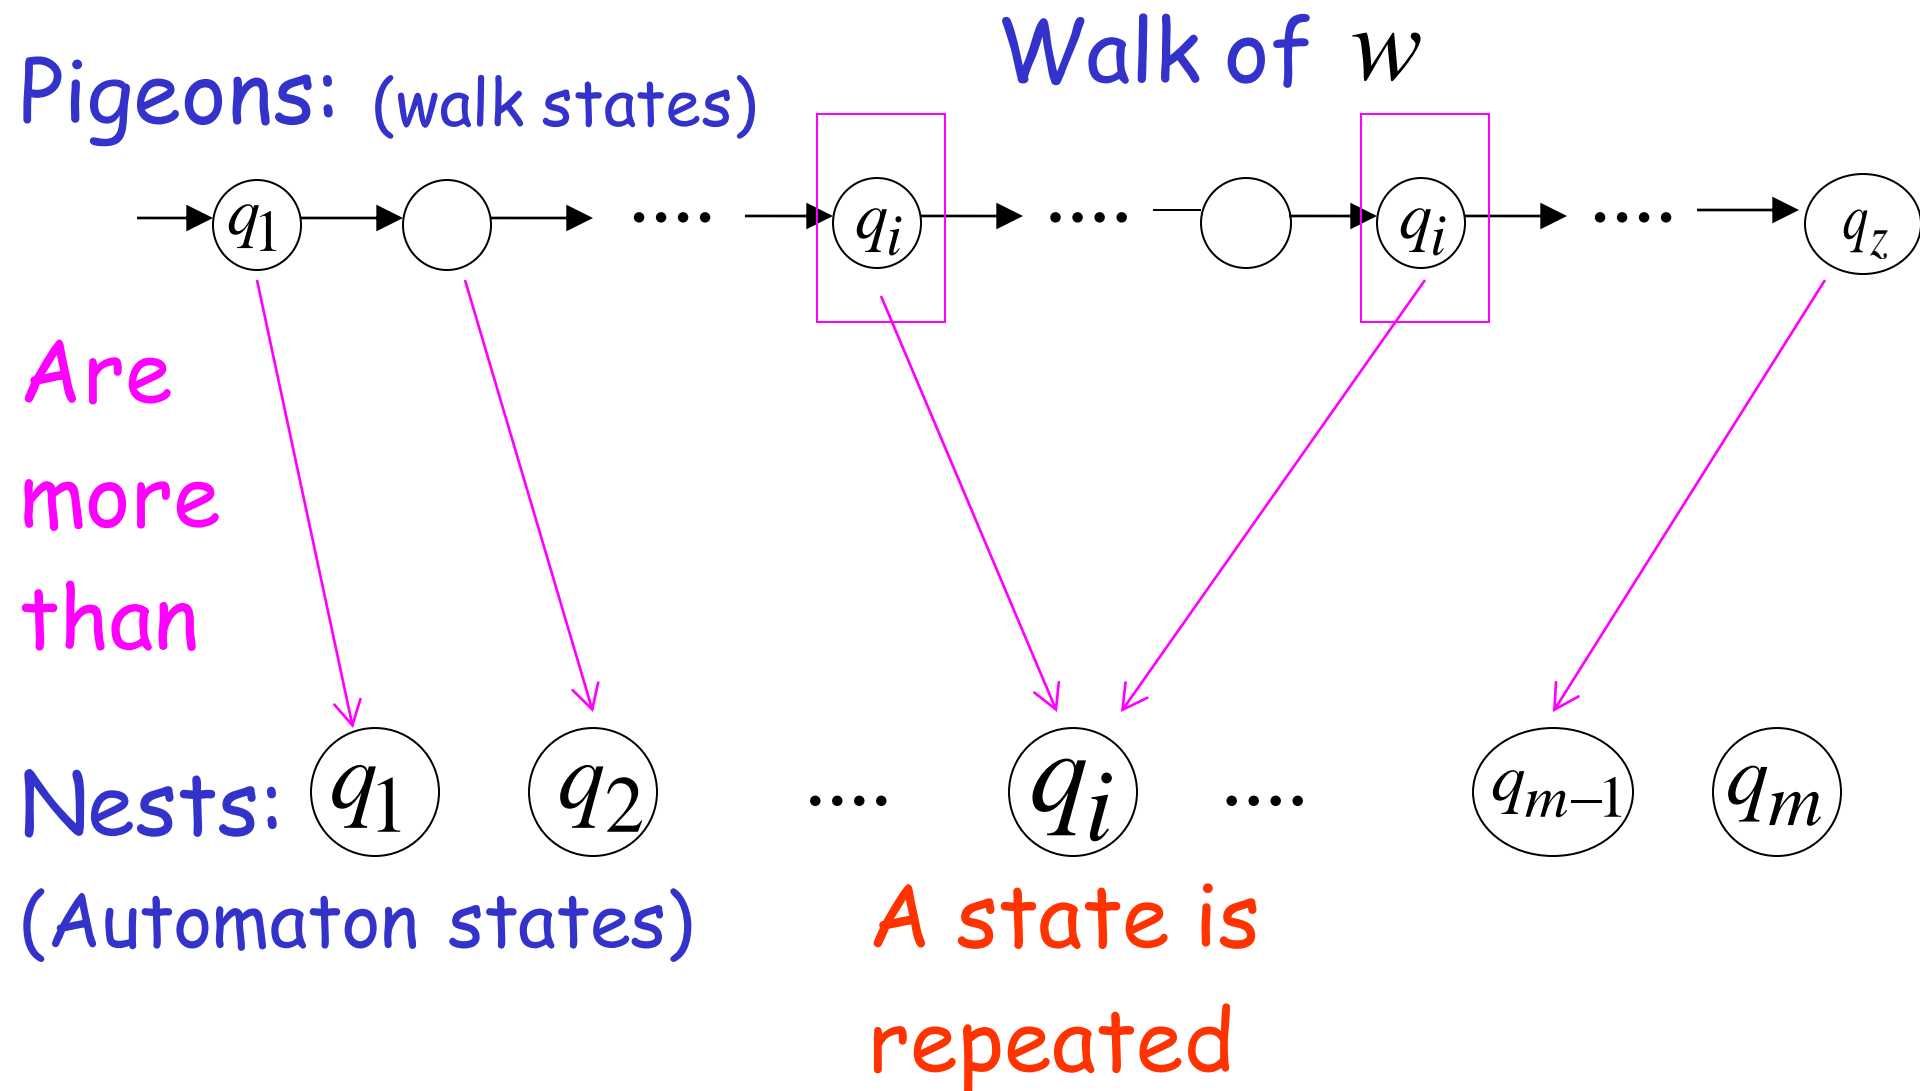 Walk of w
Pigeons: (walk states)
q1 .... qi .... qi .... qz
Are
more
than
Nests: q1 q2 .... qi .... qm−1 qm
(Automaton states)
A state is
repeated